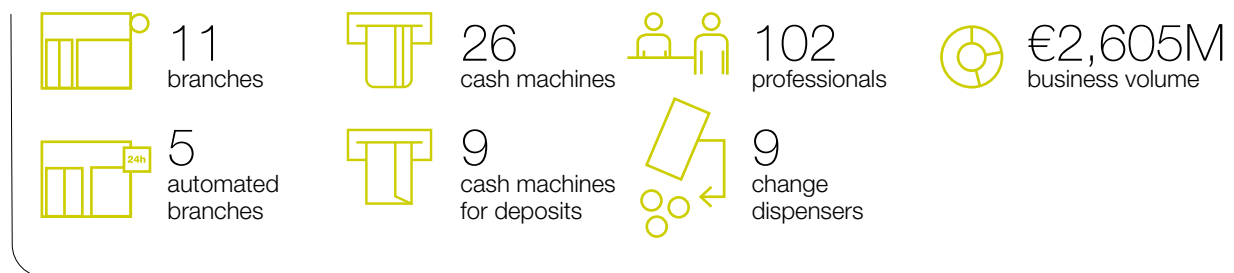 11
branches
26
cash machines
102
professionals
€2,605M
business volume
24h
5
automated
branches
9
cash machines
for deposits
9
change
dispensers